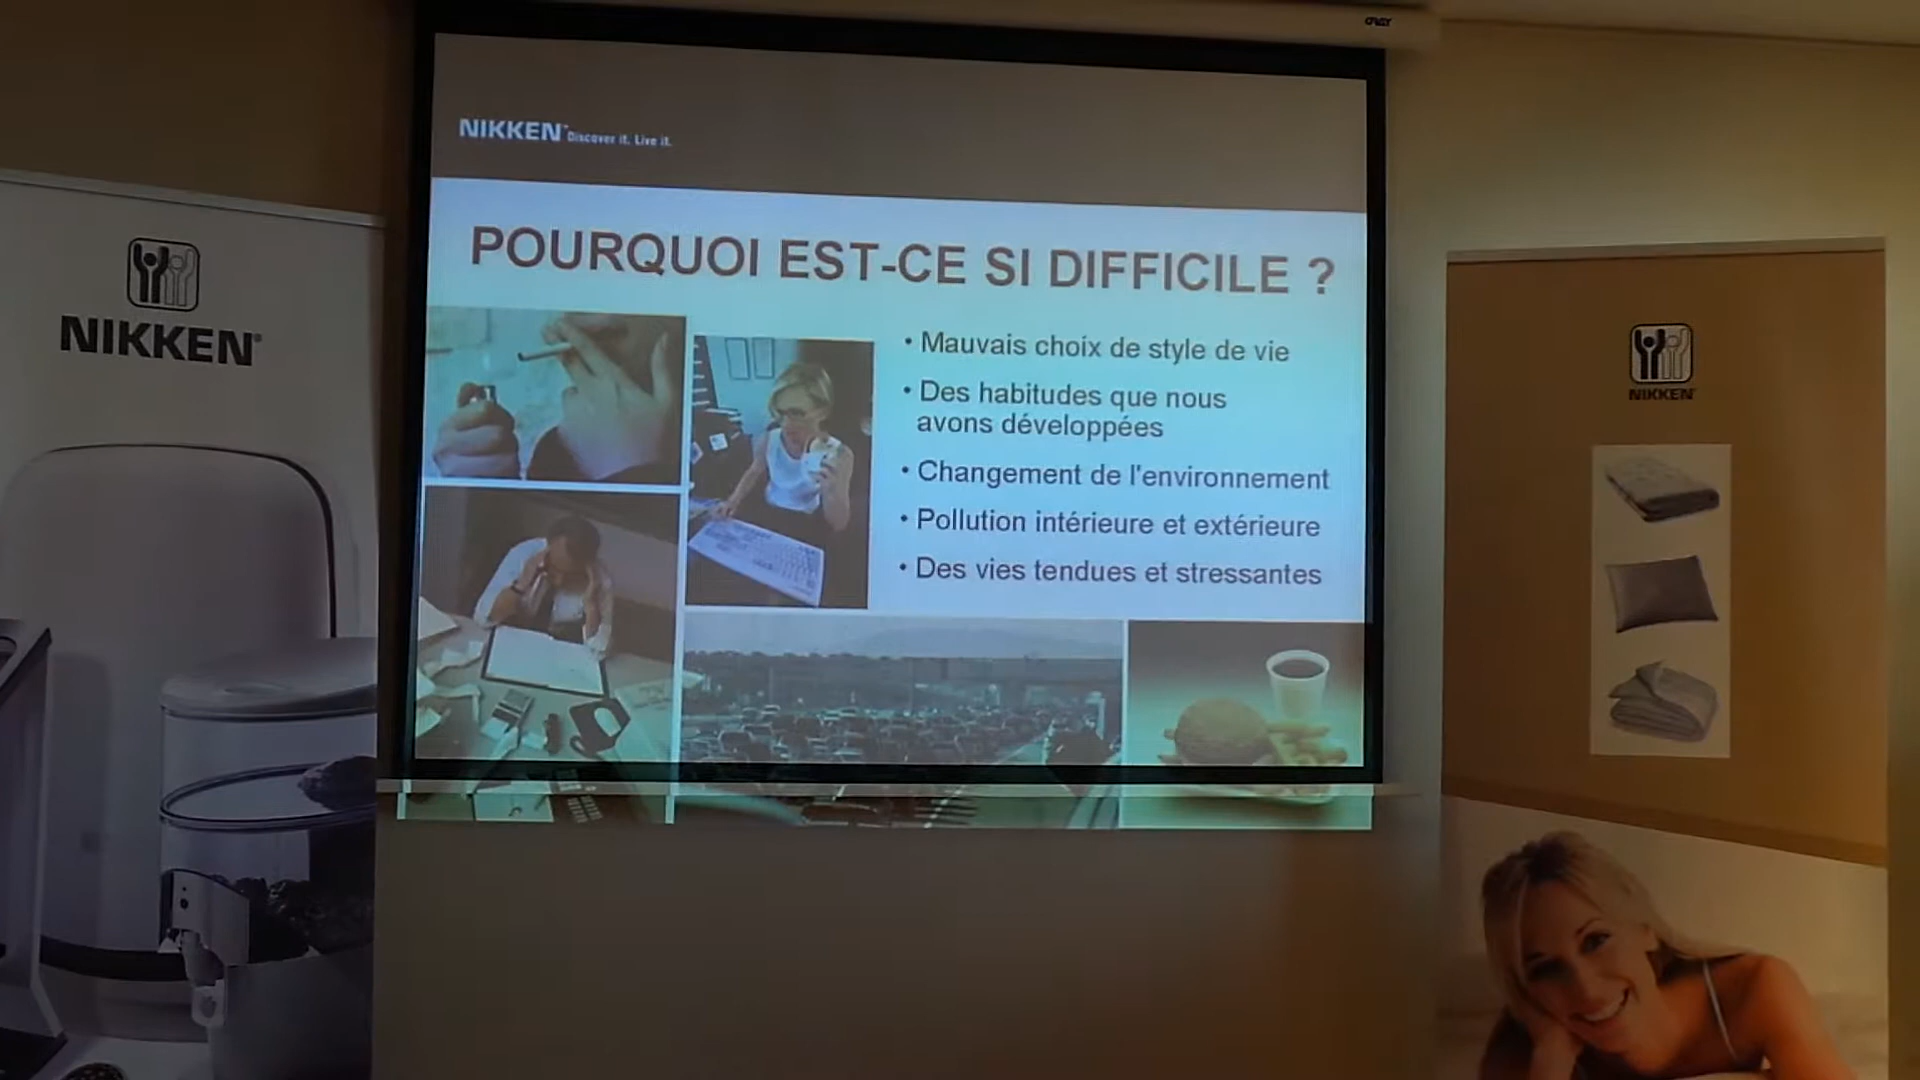 NIKKEN Discover it. Live it.
POURQUOI EST-CE SI DIFFICILE ?
• Mauvais choix de style de vie
• Des habitudes que nous
avons développées
• Changement de l'environnement
• Pollution intérieure et extérieure
• Des vies tendues et stressantes
NIKKEN
NIKKEN